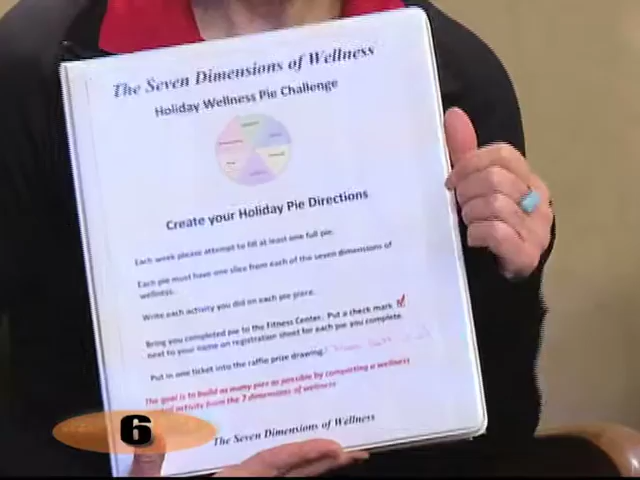 The Seven Dimensions of Wellness
Holiday Wellness Pie Challenge
Create your Holiday Pie Directions
Each week please attempt to fill at least one full pie.
Each pie must have one slice from each of the seven dimensions of
wellness.
Write each activity you did on each pie piece.
Bring you completed pie to the Fitness Center. Put a check mark
next to your name on registration sheet for each pie you complete.
Put in one ticket into the raffle prize drawing!
The goal is to build as many pies as possible by completing a wellness
activity from the 7 dimensions of wellness
The Seven Dimensions of Wellness
6